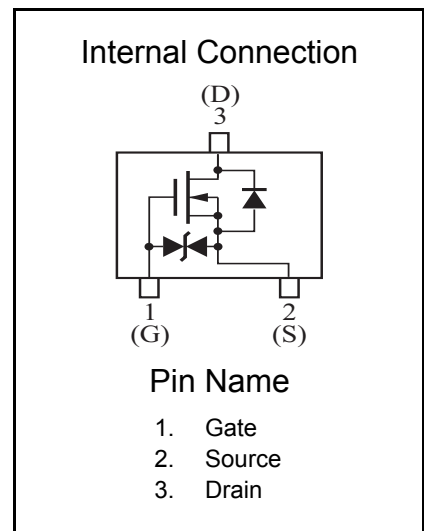 Internal Connection
(D)
3
1
(G)
2
(S)
Pin Name
1. Gate
2. Source
3. Drain